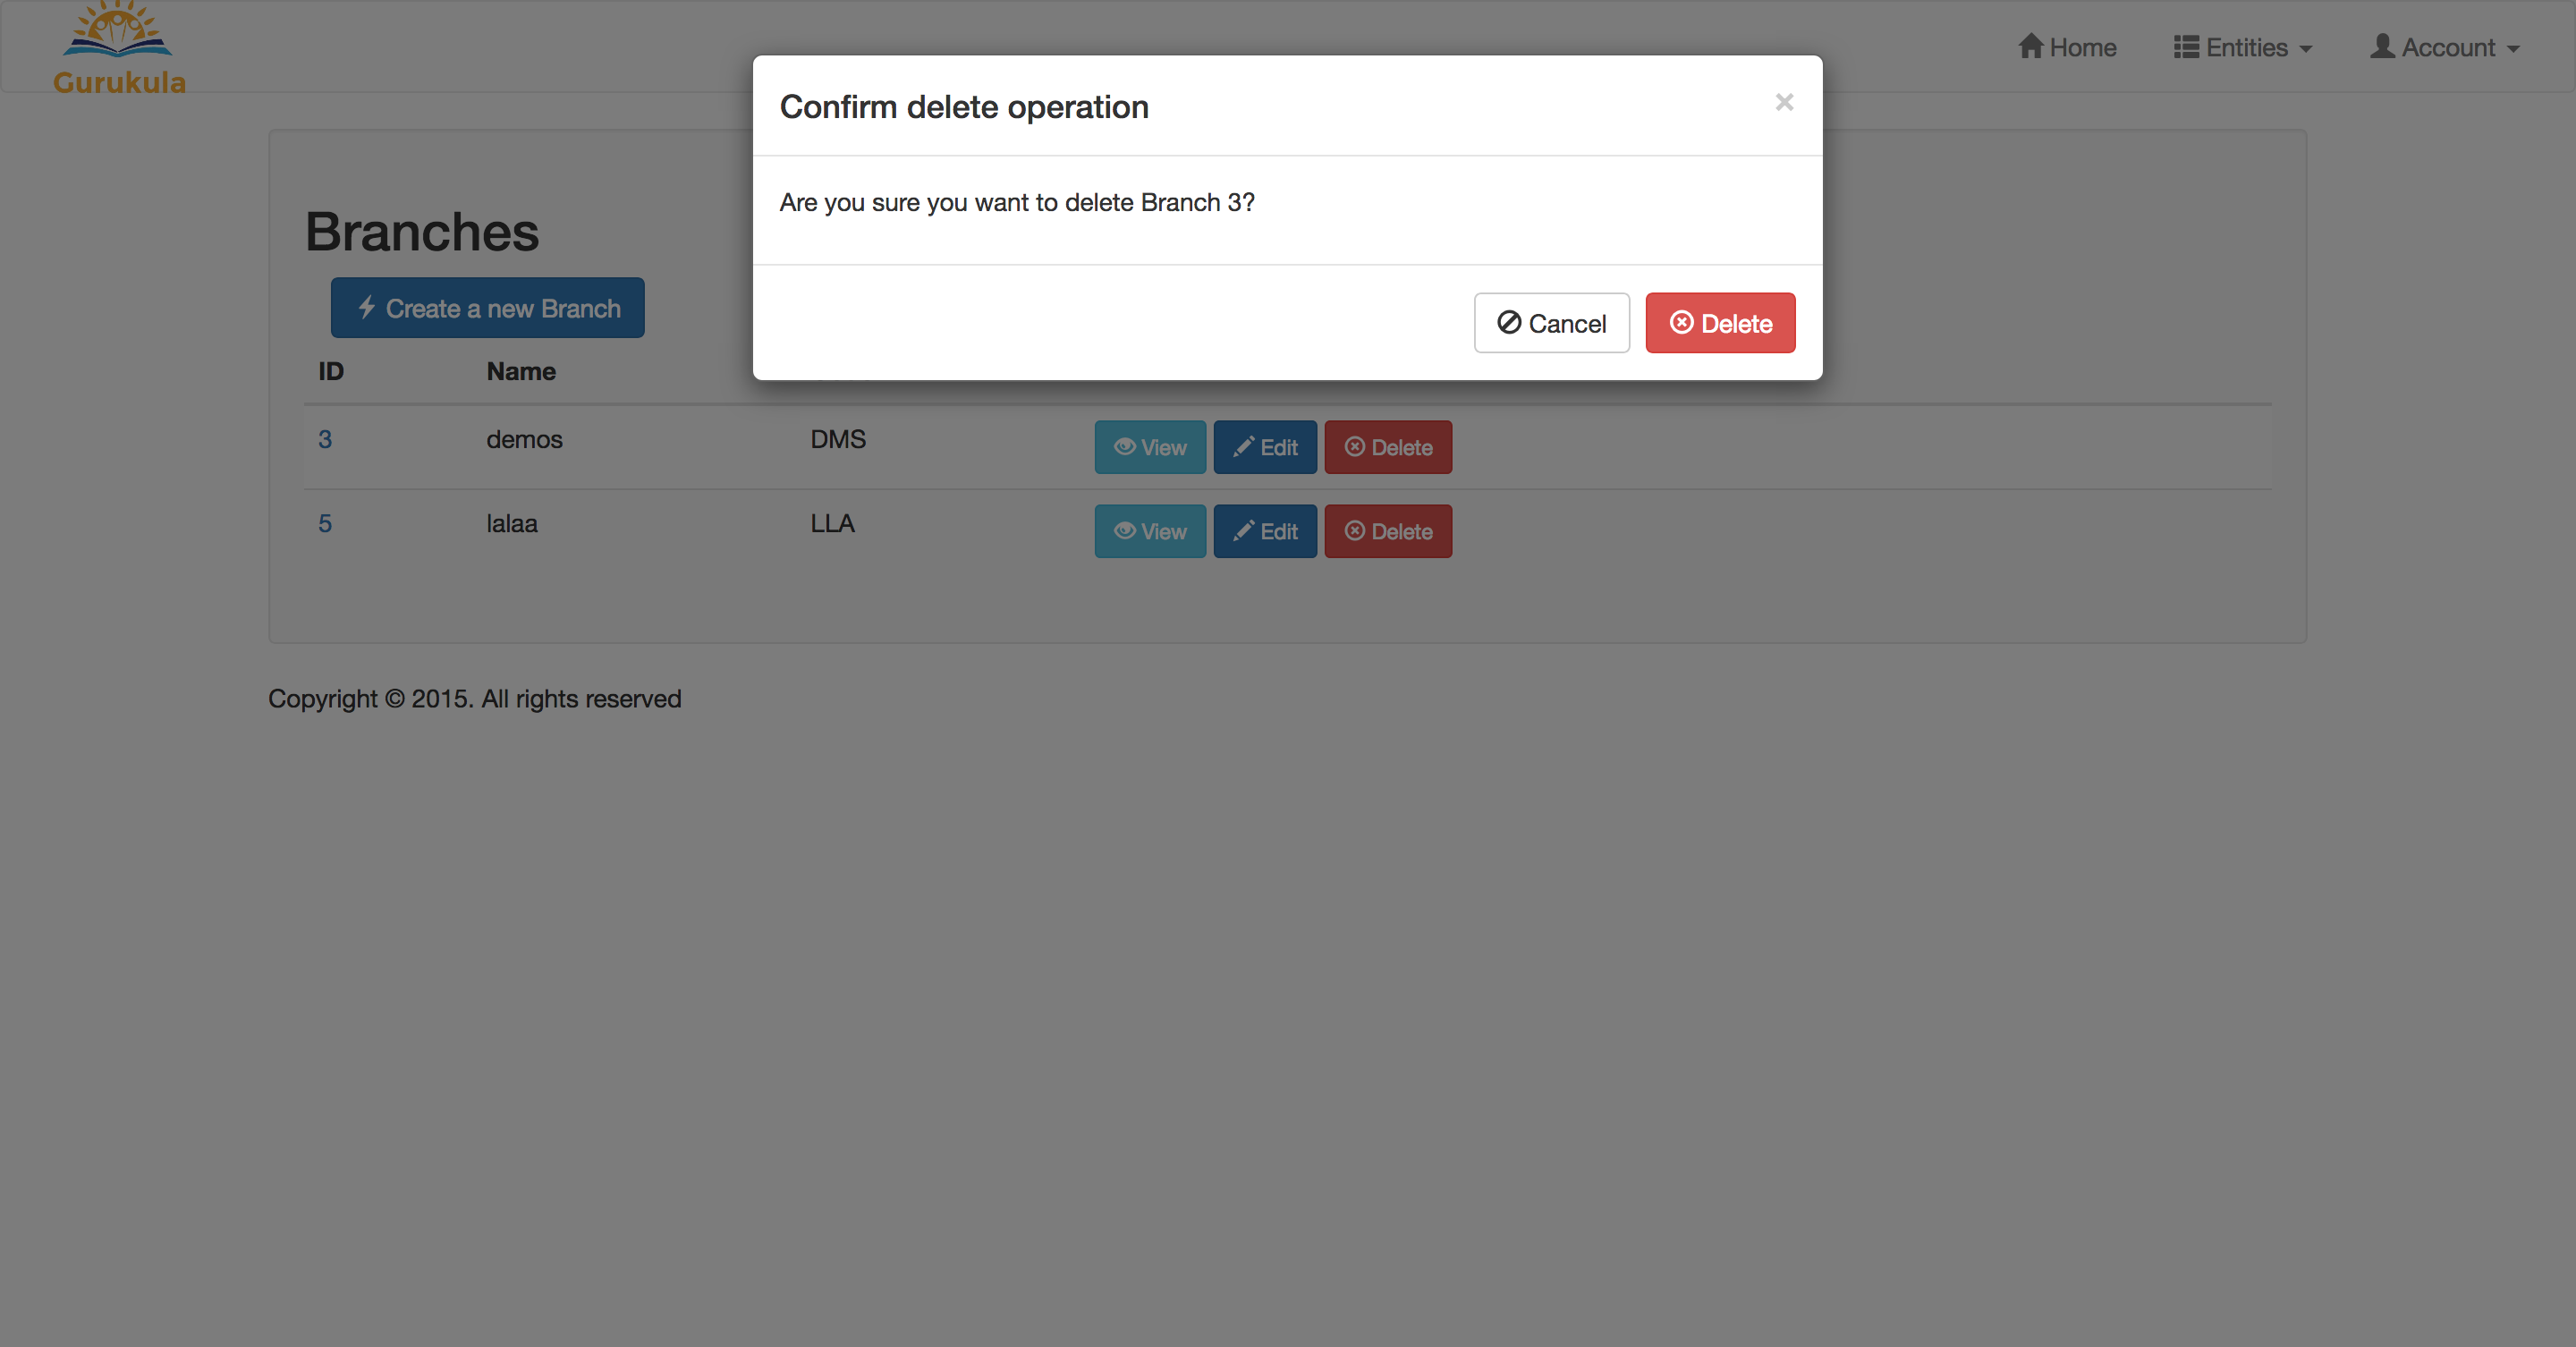 Gurukula
Home Entities Account
Confirm delete operation ×
Are you sure you want to delete Branch 3?
Cancel Delete
Branches
Create a new Branch
ID Name
3 demos DMS View Edit Delete
5 lalaa LLA View Edit Delete
Copyright © 2015. All rights reserved